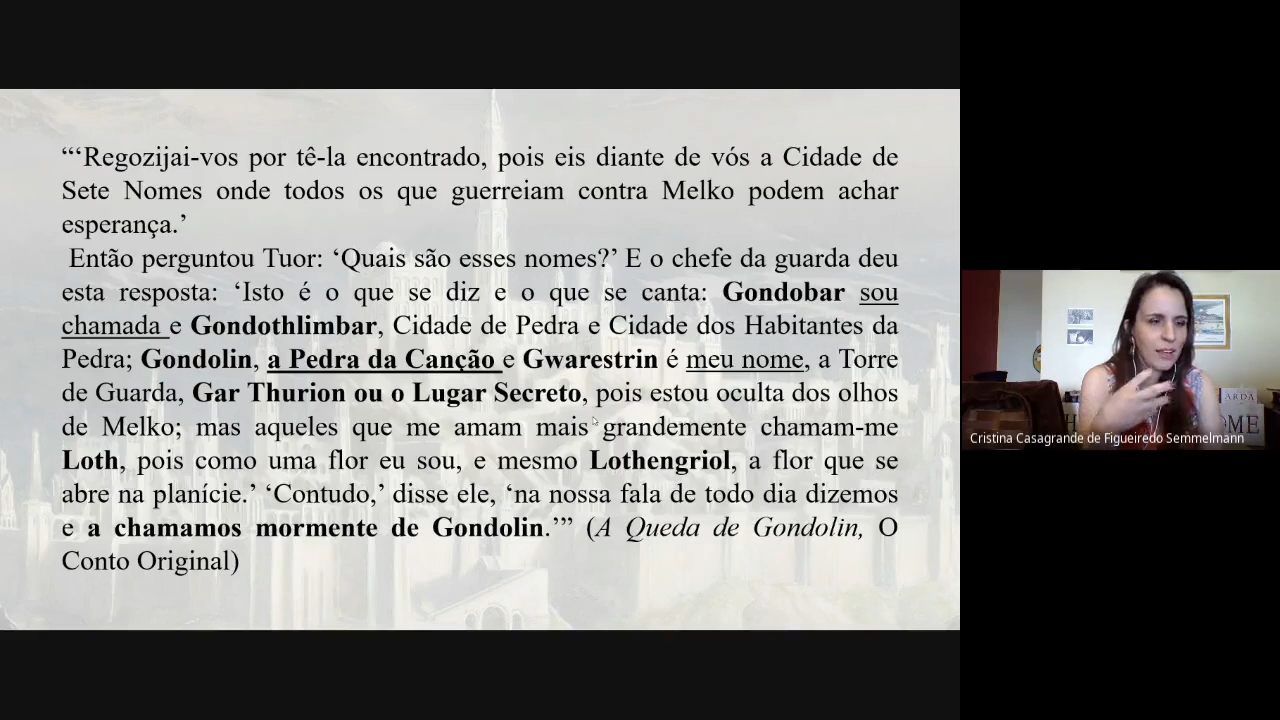 “‘Regozijai-vos por tê-la encontrado, pois eis diante de vós a Cidade de
Sete Nomes onde todos os que guerreiam contra Melko podem achar
esperança.’
Então perguntou Tuor: ‘Quais são esses nomes?’ E o chefe da guarda deu
esta resposta: ‘Isto é o que se diz e o que se canta: Gondobar sou
chamada e Gondothlimbar, Cidade de Pedra e Cidade dos Habitantes da
Pedra; Gondolin, a Pedra da Canção e Gwarestrin é meu nome, a Torre
de Guarda, Gar Thurion ou o Lugar Secreto, pois estou oculta dos olhos
de Melko; mas aqueles que me amam mais grandemente chamam-me
Loth, pois como uma flor eu sou, e mesmo Lothengriol, a flor que se
abre na planície.’ ‘Contudo,’ disse ele, ‘na nossa fala de todo dia dizemos
e a chamamos mormente de Gondolin.’” (A Queda de Gondolin, O
Conto Original)
ARDA
Cristina Casagrande de Figueiredo Semmelmann